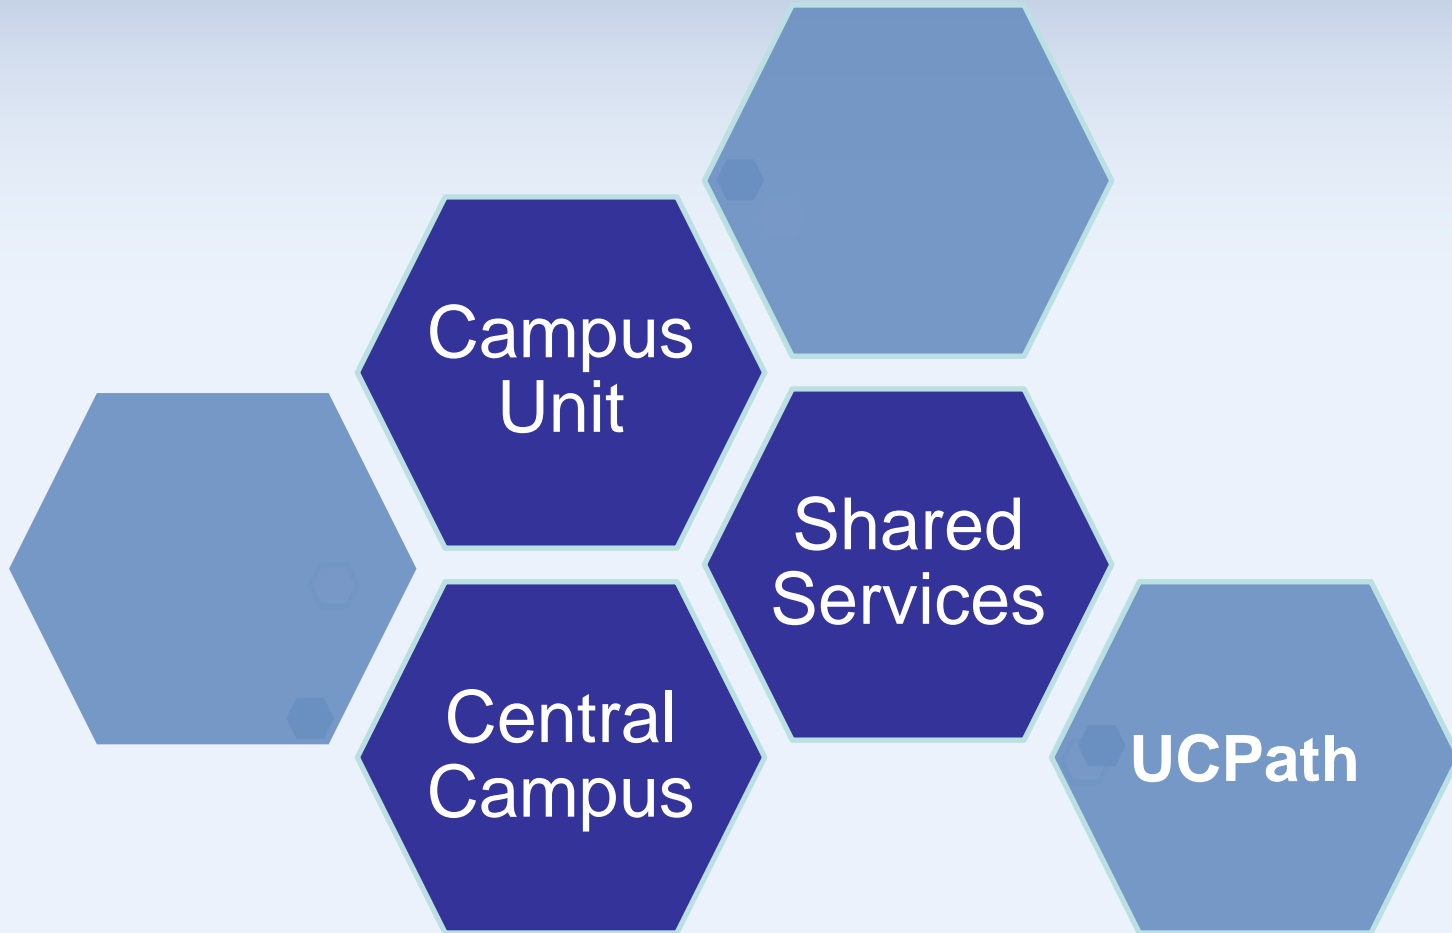 Campus
Unit
Shared
Services
Central
Campus
UCPath